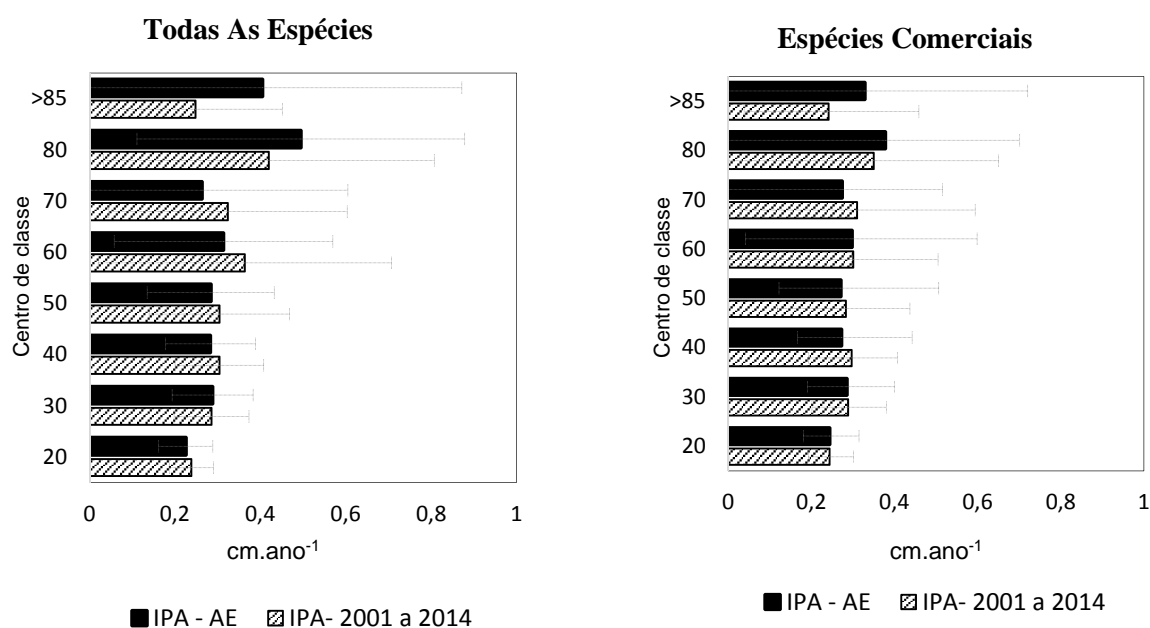 Todas As Espécies
Centro de classe
>85
80
70
60
50
40
30
20
0 0,2 0,4 0,6 0,8 1
cm.ano⁻¹
IPA - AE IPA- 2001 a 2014
Espécies Comerciais
Centro de classe
>85
80
70
60
50
40
30
20
0 0,2 0,4 0,6 0,8 1
cm.ano⁻¹
IPA - AE IPA- 2001 a 2014